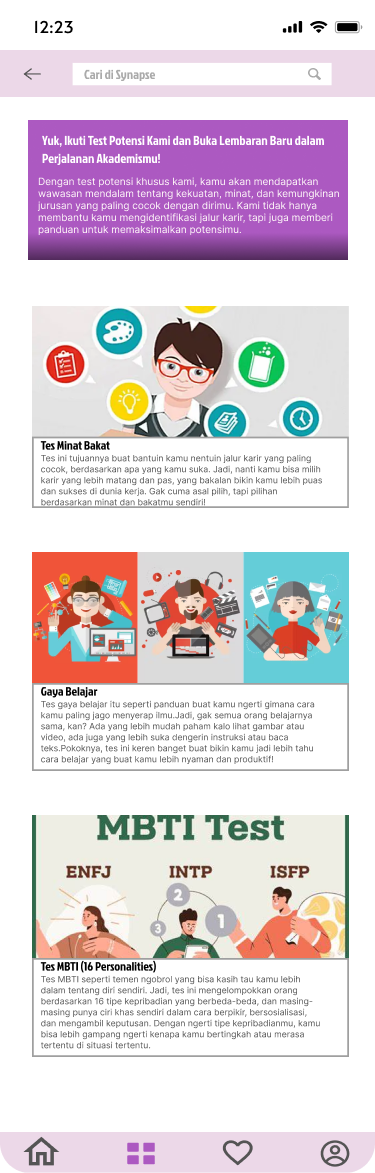 12:23
Cari di Synapse
Yuk, Ikuti Test Potensi Kami dan Buka Lembaran Baru dalam
Perjalanan Akademismu!
Dengan test potensi khusus kami, kamu akan mendapatkan
wawasan mendalam tentang kekuatan, minat, dan kemungkinan
jurusan yang paling cocok dengan dirimu. Kami tidak hanya
membantu kamu mengidentifikasi jalur karir, tapi juga memberi
panduan untuk memaksimalkan potensimu.
Tes Minat Bakat
Tes ini tujuannya buat bantuin kamu nentuin jalur karir yang paling
cocok, berdasarkan apa yang kamu suka. Jadi, nanti kamu bisa milih
karir yang lebih matang dan pas, yang bakalan bikin kamu lebih puas
dan sukses di dunia kerja. Gak cuma asal pilih, tapi pilihan
berdasarkan minat dan bakatmu sendiri!
Gaya Belajar
Tes gaya belajar itu seperti panduan buat kamu ngerti gimana cara
kamu paling jago menyerap ilmu.Jadi, gak semua orang belajarnya
sama, kan? Ada yang lebih mudah paham kalo lihat gambar atau
video, ada juga yang lebih suka dengerin instruksi atau baca
teks.Pokoknya, tes ini keren banget buat bikin kamu jadi lebih tahu
cara belajar yang buat kamu lebih nyaman dan produktif!
MBTI Test
ENFJ INTP ISFP
2
3 1
Tes MBTI (16 Personalities)
Tes MBTI seperti temen ngobrol yang bisa kasih tau kamu lebih
dalam tentang diri sendiri. Jadi, tes ini mengelompokkan orang
berdasarkan 16 tipe kepribadian yang berbeda-beda, dan masing-
masing punya ciri khas sendiri dalam cara berpikir, bersosialisasi,
dan mengambil keputusan. Dengan ngerti tipe kepribadianmu, kamu
bisa lebih gampang ngerti kenapa kamu bertingkah atau merasa
tertentu di situasi tertentu.